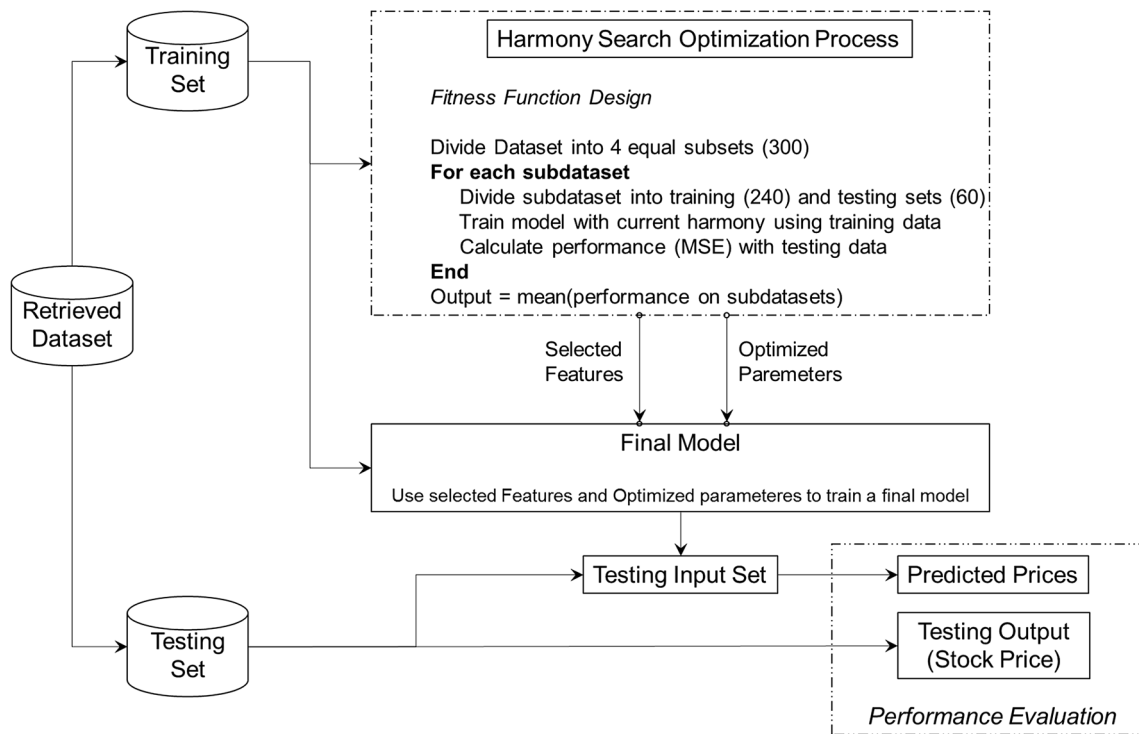 Training
Set
Harmony Search Optimization Process
Fitness Function Design
Divide Dataset into 4 equal subsets (300)
For each subdataset
Divide subdataset into training (240) and testing sets (60)
Train model with current harmony using training data
Calculate performance (MSE) with testing data
End
Output = mean(performance on subdatasets)
Retrieved
Dataset
Selected
Features
Optimized
Paremeters
Final Model
Use selected Features and Optimized parameteres to train a final model
Testing Input Set
Predicted Prices
Testing
Set
Testing Output
(Stock Price)
Performance Evaluation